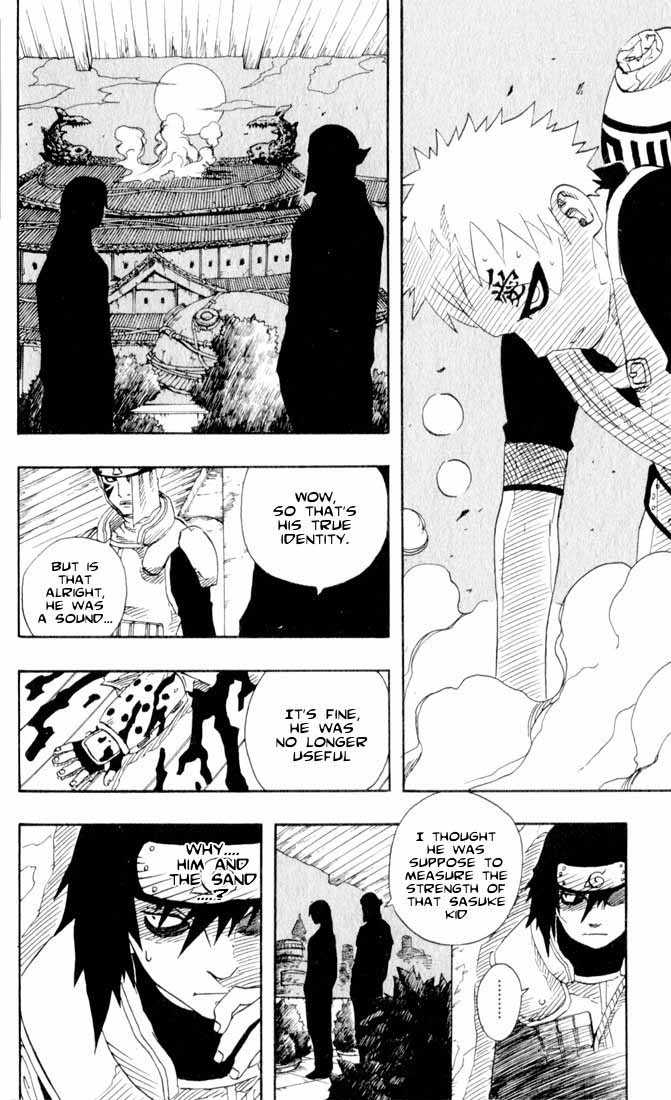 WOW,
SO THAT'S
HIS TRUE
IDENTITY.
BUT IS
THAT
ALRIGHT,
HE WAS
A SOUND...
IT'S FINE,
HE WAS
NO LONGER
USEFUL
I THOUGHT
HE WAS
SUPPOSE TO
MEASURE THE
STRENGTH OF
THAT SASUKE
KID
........
WHY....
HIM AND
THE SAND
.....?